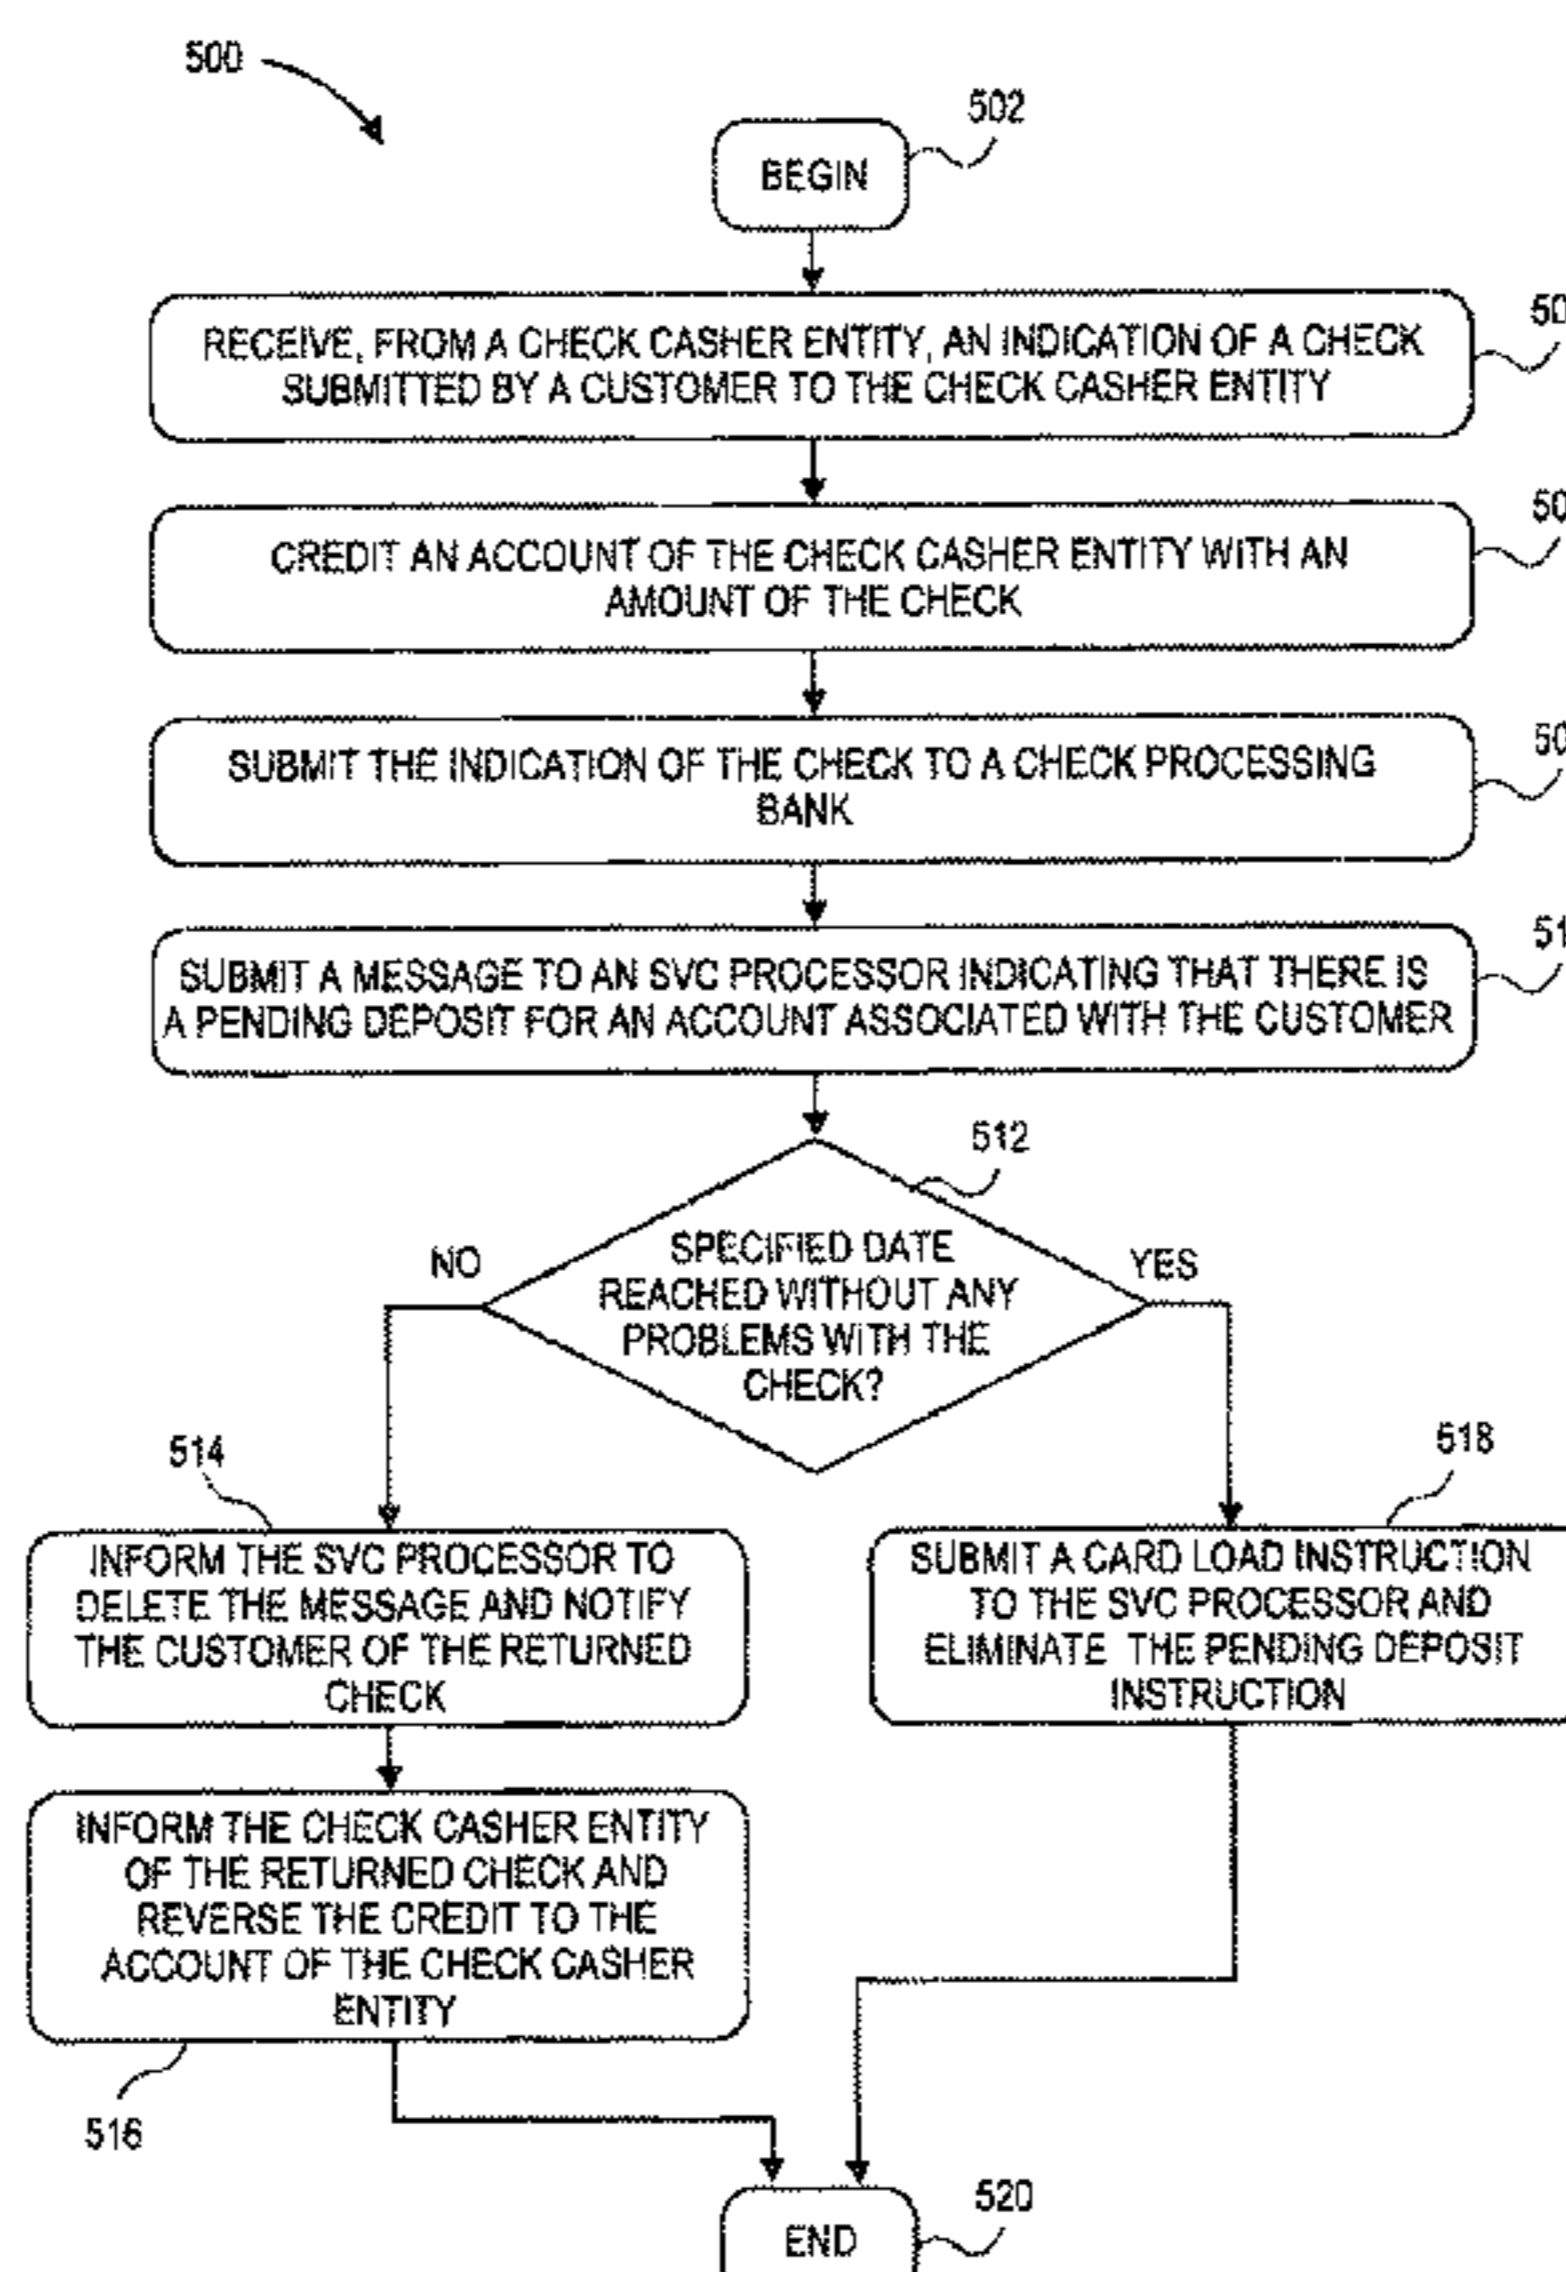 500
502
BEGIN
50
RECEIVE, FROM A CHECK CASHER ENTITY, AN INDICATION OF A CHECK
SUBMITTED BY A CUSTOMER TO THE CHECK CASHER ENTITY
50
CREDIT AN ACCOUNT OF THE CHECK CASHER ENTITY WITH AN
AMOUNT OF THE CHECK
50
SUBMIT THE INDICATION OF THE CHECK TO A CHECK PROCESSING
BANK
51
SUBMIT A MESSAGE TO AN SVC PROCESSOR INDICATING THAT THERE IS
A PENDING DEPOSIT FOR AN ACCOUNT ASSOCIATED WITH THE CUSTOMER
512
SPECIFIED DATE
REACHED WITHOUT ANY
PROBLEMS WITH THE
CHECK?
NO
YES
514
INFORM THE SVC PROCESSOR TO
DELETE THE MESSAGE AND NOTIFY
THE CUSTOMER OF THE RETURNED
CHECK
518
SUBMIT A CARD LOAD INSTRUCTION
TO THE SVC PROCESSOR AND
ELIMINATE THE PENDING DEPOSIT
INSTRUCTION
INFORM THE CHECK CASHER ENTITY
OF THE RETURNED CHECK AND
REVERSE THE CREDIT TO THE
ACCOUNT OF THE CHECK CASHER
ENTITY
516
520
END